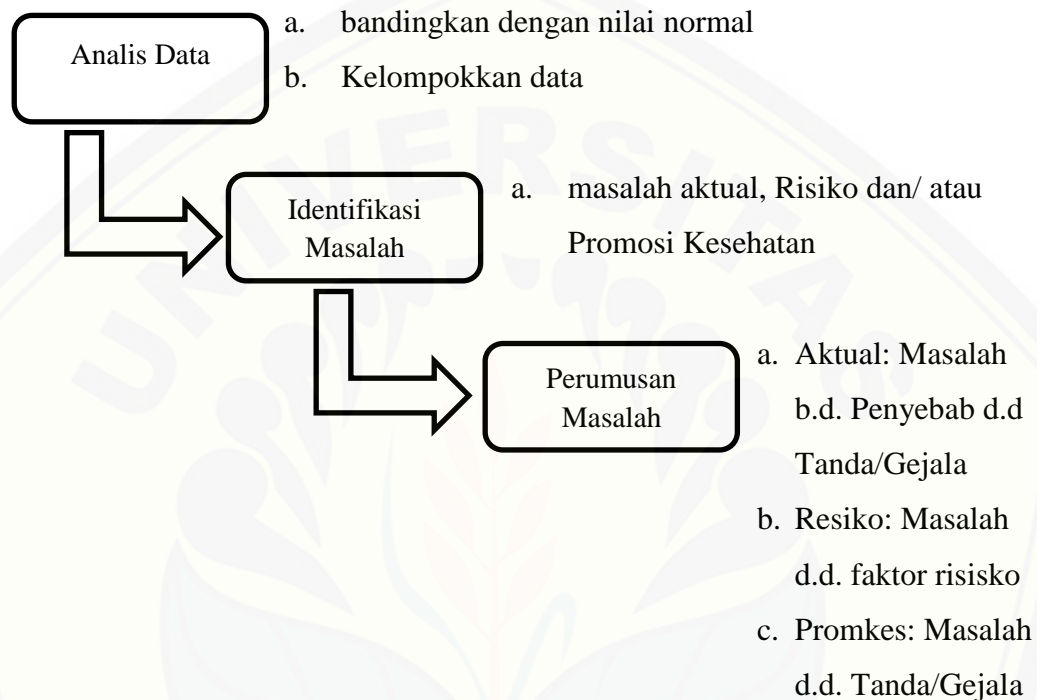 Analis Data
a. bandingkan dengan nilai normal
b. Kelompokkan data
Identifikasi
Masalah
a. masalah aktual, Risiko dan/ atau
Promosi Kesehatan
Perumusan
Masalah
a. Aktual: Masalah
b.d. Penyebab d.d
Tanda/Gejala
b. Resiko: Masalah
d.d. faktor risisko
c. Promkes: Masalah
d.d. Tanda/Gejala
UNIVERSITAS